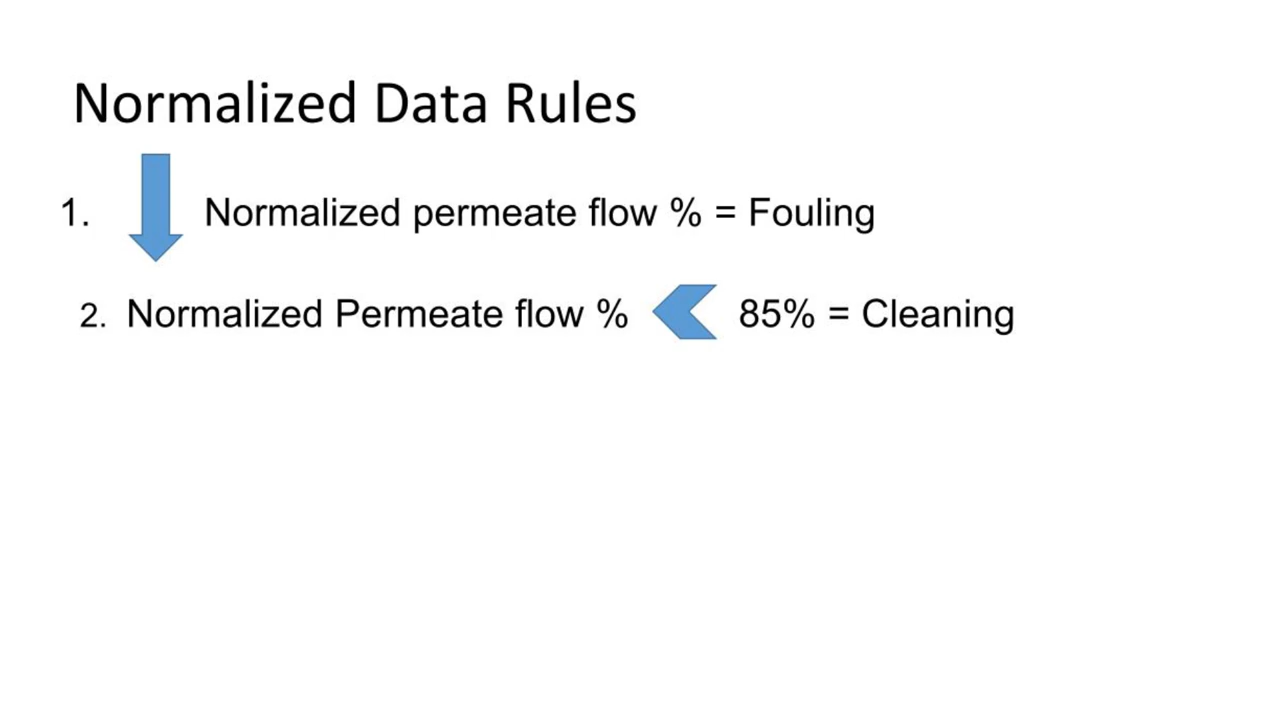 Normalized Data Rules
1. Normalized permeate flow % = Fouling
2. Normalized Permeate flow % 85% = Cleaning